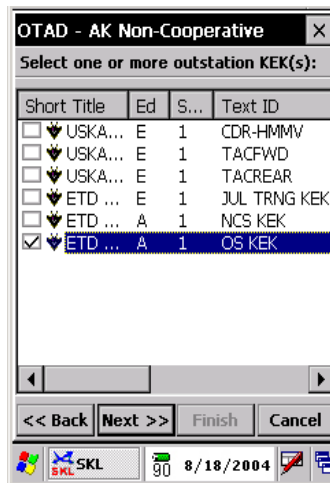 OTAD - AK Non-Cooperative
Select one or more outstation KEK(s):
Short Title Ed S... Text ID
USKA... E 1 CDR-HMMV
USKA... E 1 TACFWD
USKA... E 1 TACREAR
ETD ... E 1 JUL TRNG KEK
ETD ... A 1 NCS KEK
ETD ... A 1 OS KEK
<< Back Next >> Finish Cancel
SKL SKL 90 8/18/2004